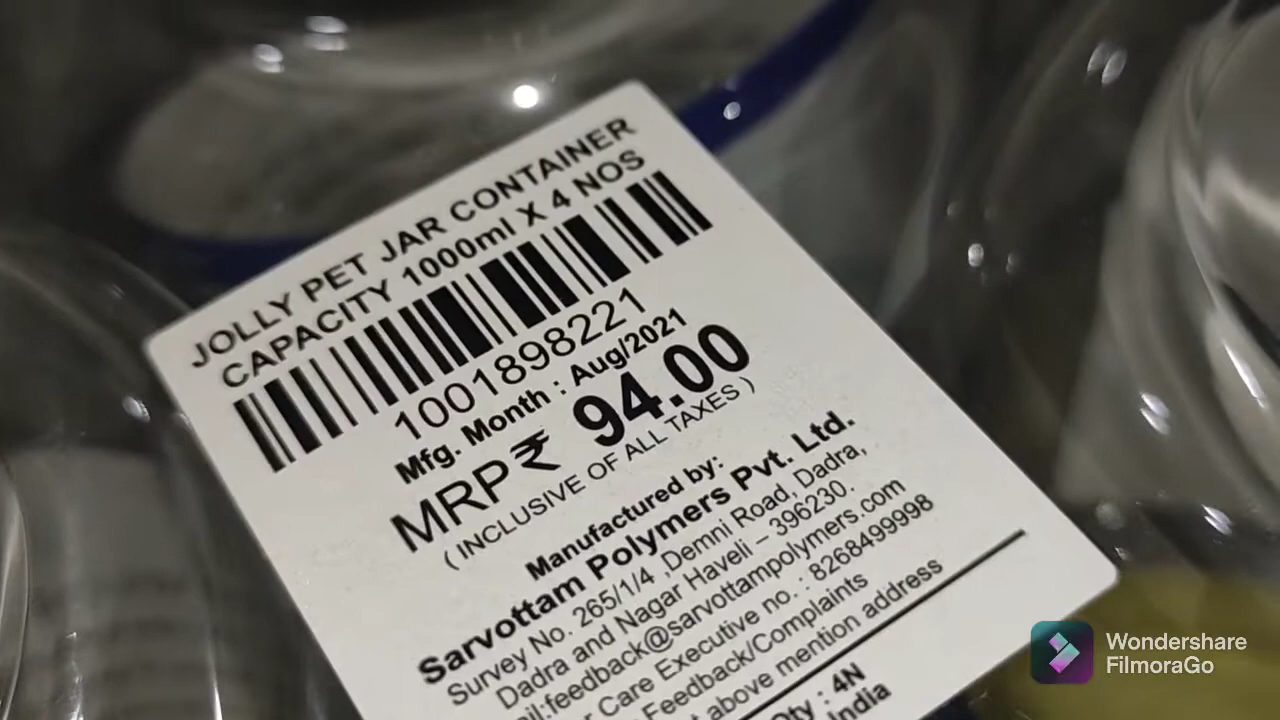 JOLLY PET JAR CONTAINER
CAPACITY 1000ml X 4 NOS
1001898221
Mfg. Month : Aug/2021
MRP₹ 94.00
( INCLUSIVE OF ALL TAXES )
Manufactured by:
Sarvottam Polymers Pvt. Ltd.
Survey No. 265/1/4 ,Demni Road, Dadra,
Dadra and Nagar Haveli – 396230.
:feedback@sarvottampolymers.com
Care Executive no. : 8268499998
Feedback/Complaints
above mention address
: 4N
India
Wondershare
FilmoraGo